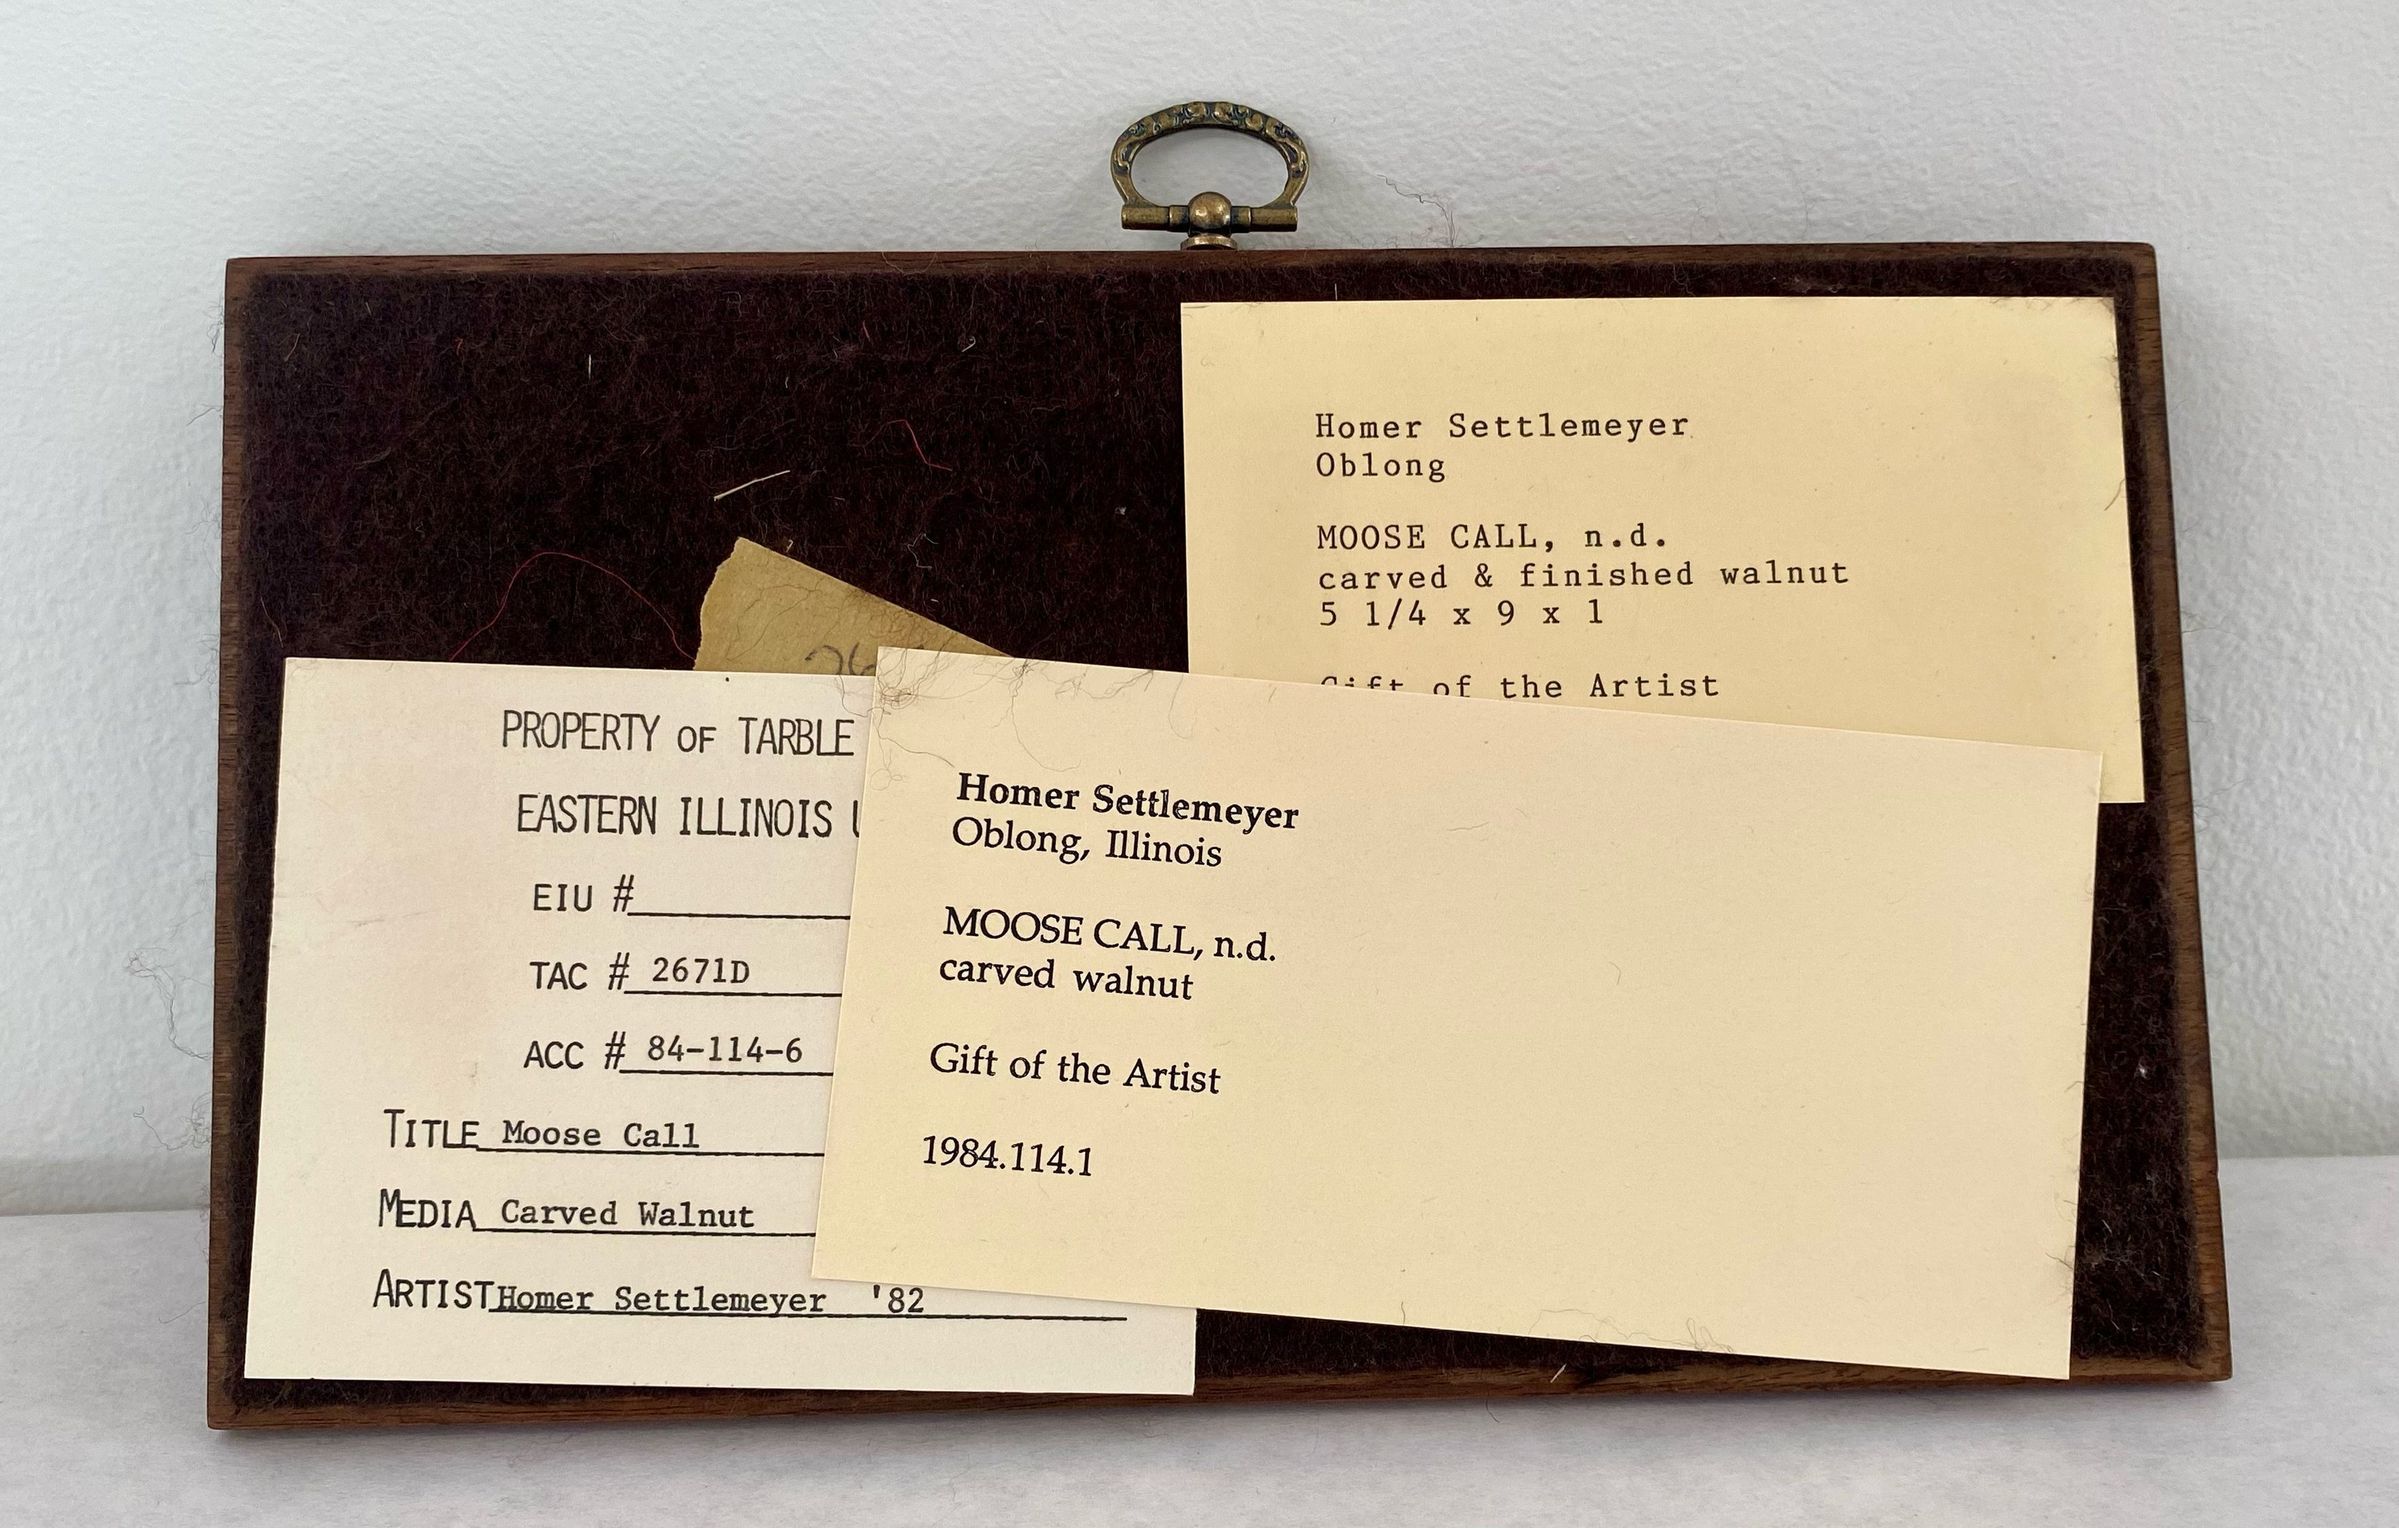 Homer Settlemeyer
Oblong
MOOSE CALL, n.d.
carved & finished walnut
5 1/4 x 9 x 1
Gift of the Artist
PROPERTY OF TARBLE
EASTERN ILLINOIS
EIU #
TAC # 2671D
ACC # 84-114-6
TITLE Moose Call
MEDIA Carved Walnut
ARTIST Homer Settlemeyer '82
Homer Settlemeyer
Oblong, Illinois
MOOSE CALL, n.d.
carved walnut
Gift of the Artist
1984.114.1